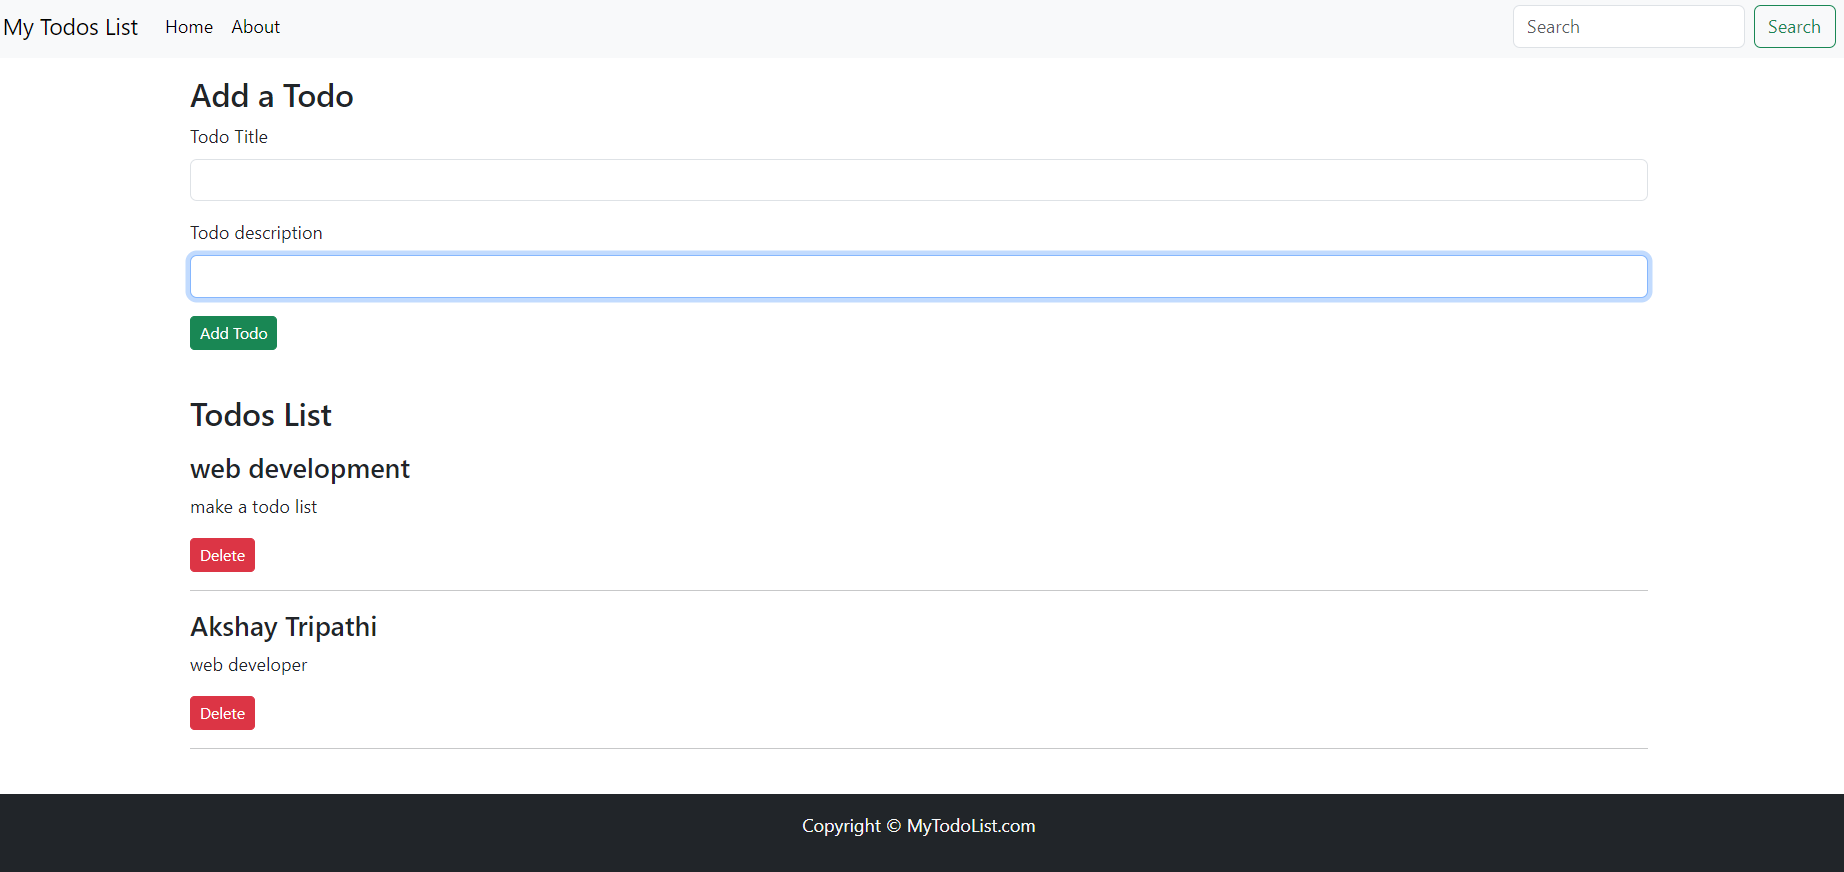 My Todos List Home About Search Search
Add a Todo
Todo Title
Todo description
Add Todo
Todos List
web development
make a todo list
Delete
Akshay Tripathi
web developer
Delete
Copyright © MyTodoList.com